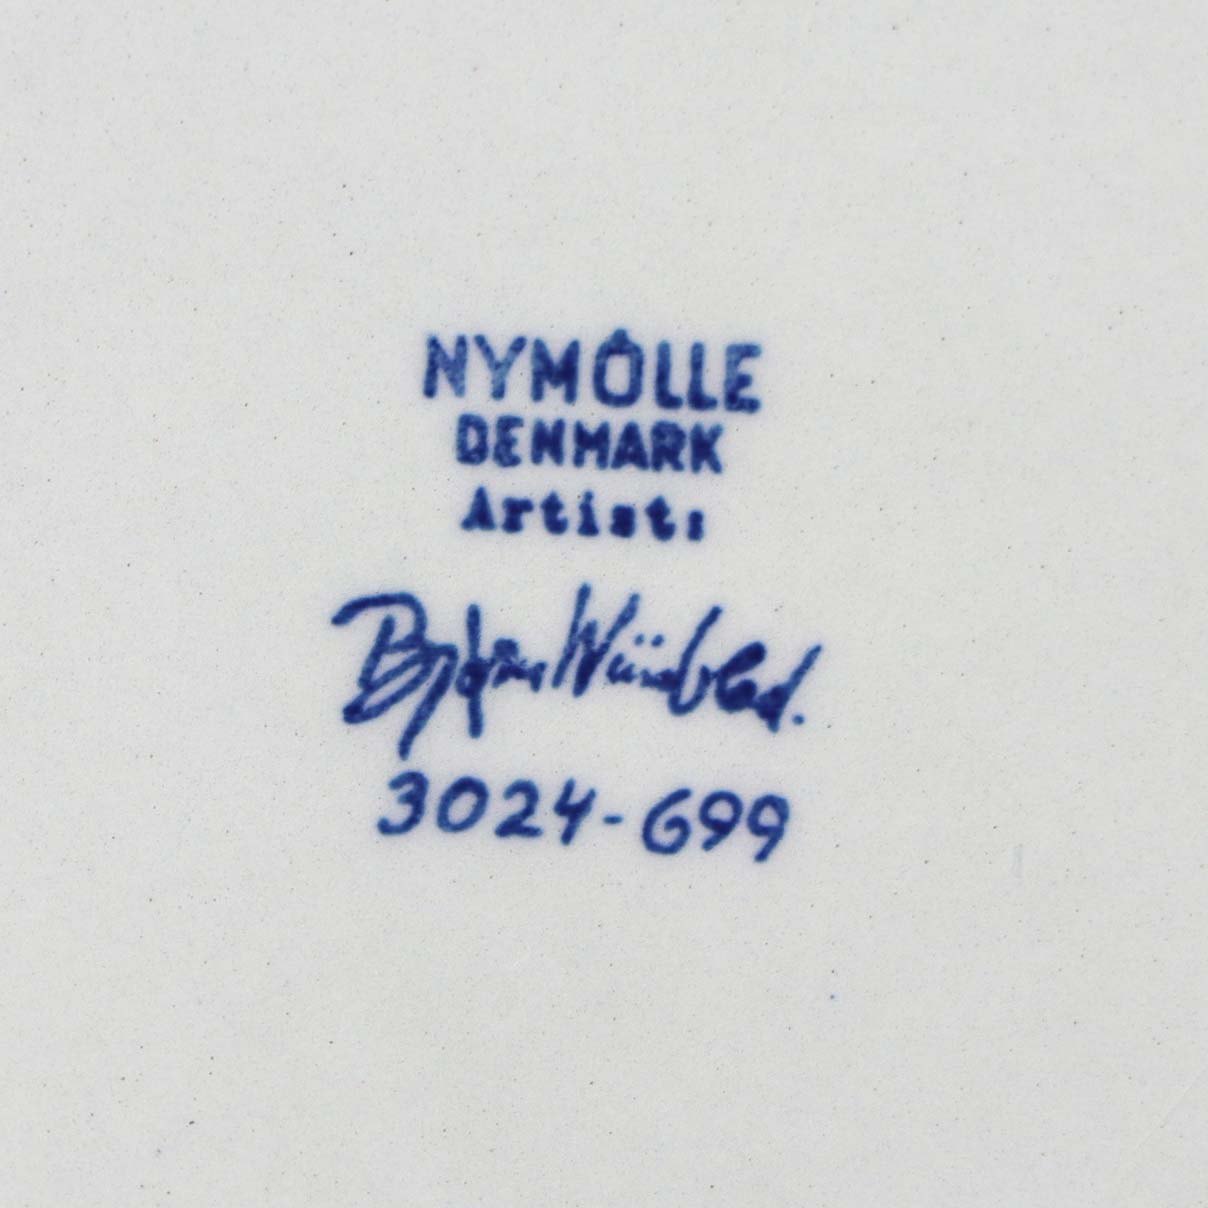 NYMÖLLE
DENMARK
Artist:
Bjørn Wiinblad.
3024-699